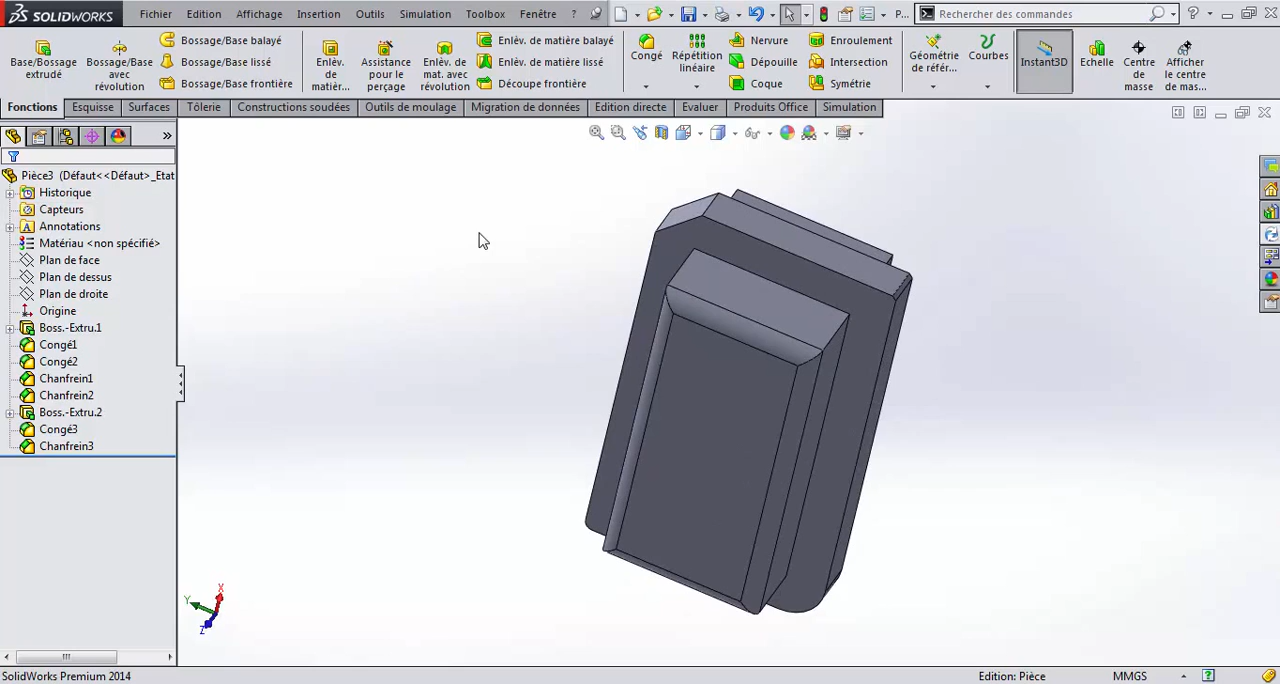 SOLIDWORKS Fichier Edition Affichage Insertion Outils Simulation Toolbox Fenêtre ? P... Rechercher des commandes ?
Base/Bossage extrudé
Bossage/Base avec révolution
Bossage/Base balayé
Bossage/Base lissé
Bossage/Base frontière
Enlèv. de matièr...
Assistance pour le perçage
Enlèv. de mat. avec révolution
Enlèv. de matière balayé
Enlèv. de matière lissé
Découpe frontière
Congé
Répétition linéaire
Nervure
Dépouille
Coque
Enroulement
Intersection
Symétrie
Géométrie de référ...
Courbes
Instant3D
Echelle
Centre de masse
Afficher le centre de mas...
Fonctions Esquisse Surfaces Tôlerie Constructions soudées Outils de moulage Migration de données Edition directe Evaluer Produits Office Simulation
Pièce3 (Défaut<<Défaut>_Etat
Historique
Capteurs
Annotations
Matériau <non spécifié>
Plan de face
Plan de dessus
Plan de droite
Origine
Boss.-Extru.1
Congé1
Congé2
Chanfrein1
Chanfrein2
Boss.-Extru.2
Congé3
Chanfrein3
X
Y
Z
SolidWorks Premium 2014 Edition: Pièce MMGS